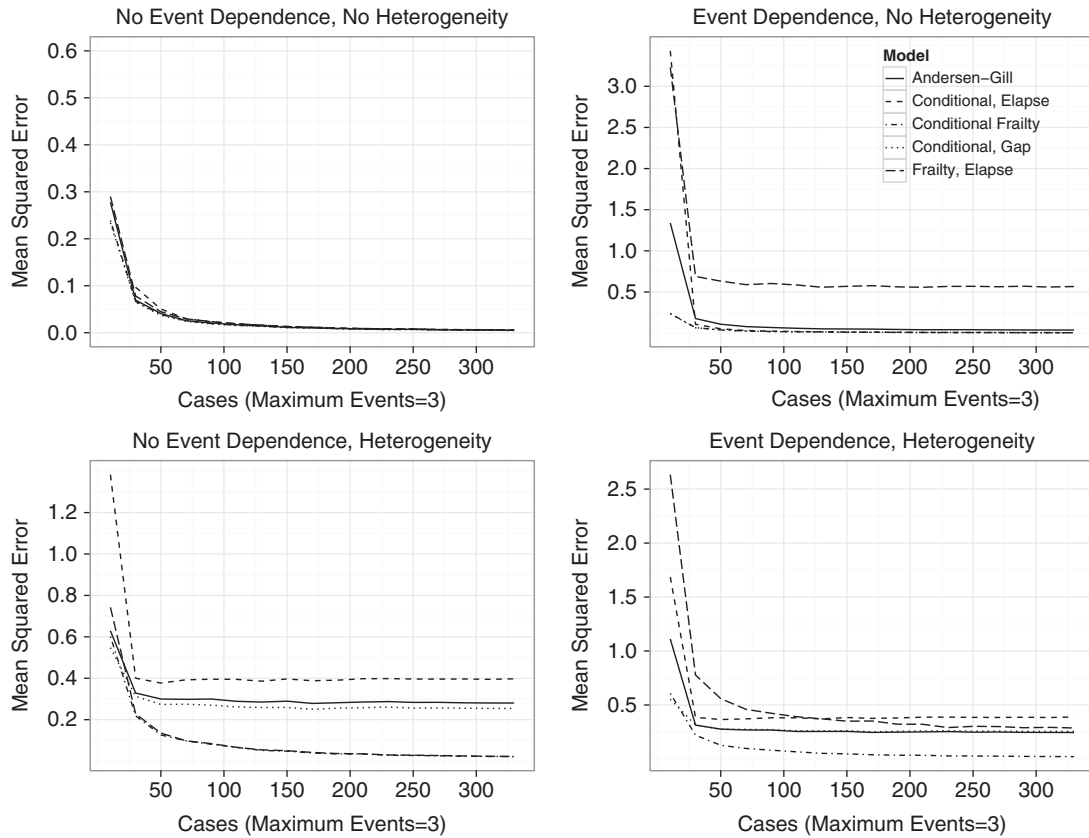 No Event Dependence, No Heterogeneity
Mean Squared Error
0.6
0.5
0.4
0.3
0.2
0.1
0.0
50 100 150 200 250 300
Cases (Maximum Events=3)
Event Dependence, No Heterogeneity
Mean Squared Error
3.0
2.5
2.0
1.5
1.0
0.5
Model
Andersen−Gill
Conditional, Elapse
Conditional Frailty
Conditional, Gap
Frailty, Elapse
50 100 150 200 250 300
Cases (Maximum Events=3)
No Event Dependence, Heterogeneity
Mean Squared Error
1.2
1.0
0.8
0.6
0.4
0.2
50 100 150 200 250 300
Cases (Maximum Events=3)
Event Dependence, Heterogeneity
Mean Squared Error
2.5
2.0
1.5
1.0
0.5
50 100 150 200 250 300
Cases (Maximum Events=3)